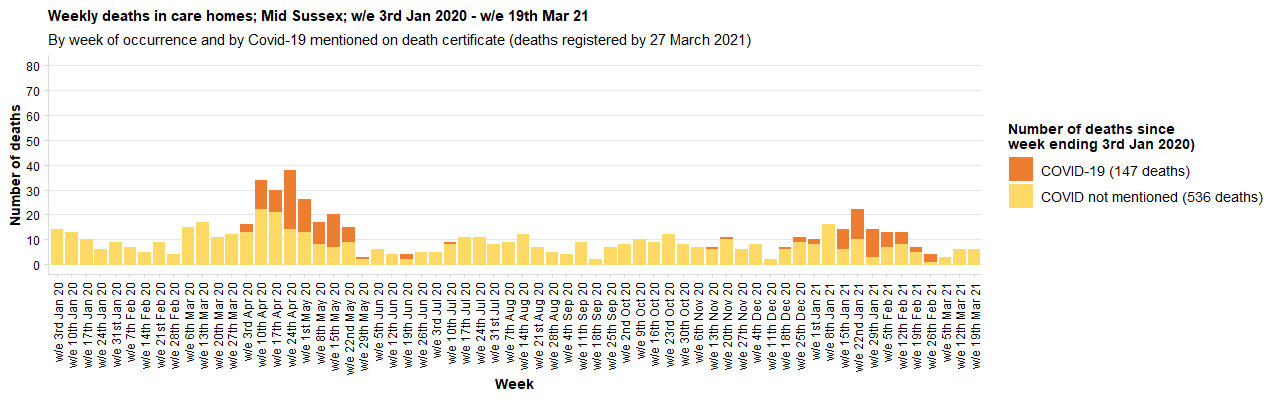 Weekly deaths in care homes; Mid Sussex; w/e 3rd Jan 2020 - w/e 19th Mar 21
By week of occurrence and by Covid-19 mentioned on death certificate (deaths registered by 27 March 2021)
Number of deaths
80
70
60
50
40
30
20
10
0
w/e 3rd Jan 20
w/e 10th Jan 20
w/e 17th Jan 20
w/e 24th Jan 20
w/e 31st Jan 20
w/e 7th Feb 20
w/e 14th Feb 20
w/e 21st Feb 20
w/e 28th Feb 20
w/e 6th Mar 20
w/e 13th Mar 20
w/e 20th Mar 20
w/e 27th Mar 20
w/e 3rd Apr 20
w/e 10th Apr 20
w/e 17th Apr 20
w/e 24th Apr 20
w/e 1st May 20
w/e 8th May 20
w/e 15th May 20
w/e 22nd May 20
w/e 29th May 20
w/e 5th Jun 20
w/e 12th Jun 20
w/e 19th Jun 20
w/e 26th Jun 20
w/e 3rd Jul 20
w/e 10th Jul 20
w/e 17th Jul 20
w/e 24th Jul 20
w/e 31st Jul 20
w/e 7th Aug 20
w/e 14th Aug 20
w/e 21st Aug 20
w/e 28th Aug 20
w/e 4th Sep 20
w/e 11th Sep 20
w/e 18th Sep 20
w/e 25th Sep 20
w/e 2nd Oct 20
w/e 9th Oct 20
w/e 16th Oct 20
w/e 23rd Oct 20
w/e 30th Oct 20
w/e 6th Nov 20
w/e 13th Nov 20
w/e 20th Nov 20
w/e 27th Nov 20
w/e 4th Dec 20
w/e 11th Dec 20
w/e 18th Dec 20
w/e 25th Dec 20
w/e 1st Jan 21
w/e 8th Jan 21
w/e 15th Jan 21
w/e 22nd Jan 21
w/e 29th Jan 21
w/e 5th Feb 21
w/e 12th Feb 21
w/e 19th Feb 21
w/e 26th Feb 21
w/e 5th Mar 21
w/e 12th Mar 21
w/e 19th Mar 21
Week
Number of deaths since
week ending 3rd Jan 2020)
COVID-19 (147 deaths)
COVID not mentioned (536 deaths)